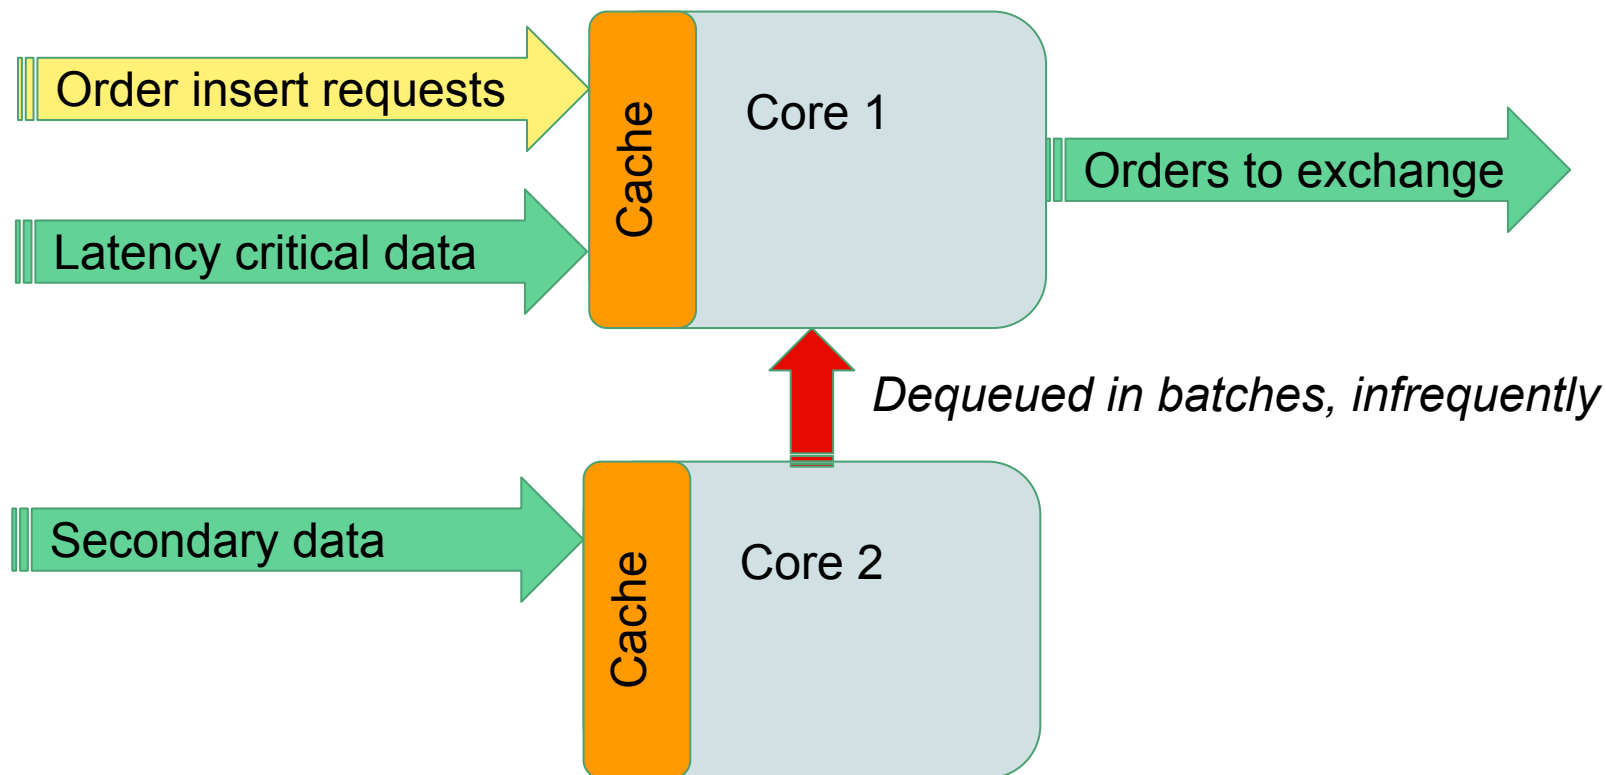 Order insert requests
Cache
Core 1
Orders to exchange
Latency critical data
Dequeued in batches, infrequently
Secondary data
Cache
Core 2